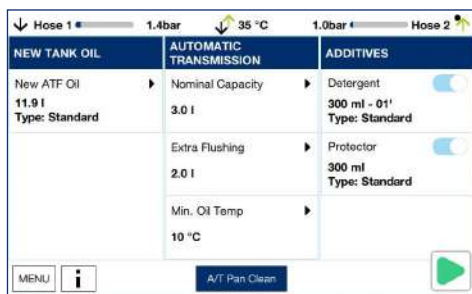 Hose 1 1.4bar 35 °C 1.0bar Hose 2
NEW TANK OIL
New ATF Oil
11.9 l
Type: Standard
AUTOMATIC
TRANSMISSION
Nominal Capacity
3.0 l
Extra Flushing
2.0 l
Min. Oil Temp
10 °C
ADDITIVES
Detergent
300 ml - 01'
Type: Standard
Protector
300 ml
Type: Standard
MENU i A/T Pan Clean